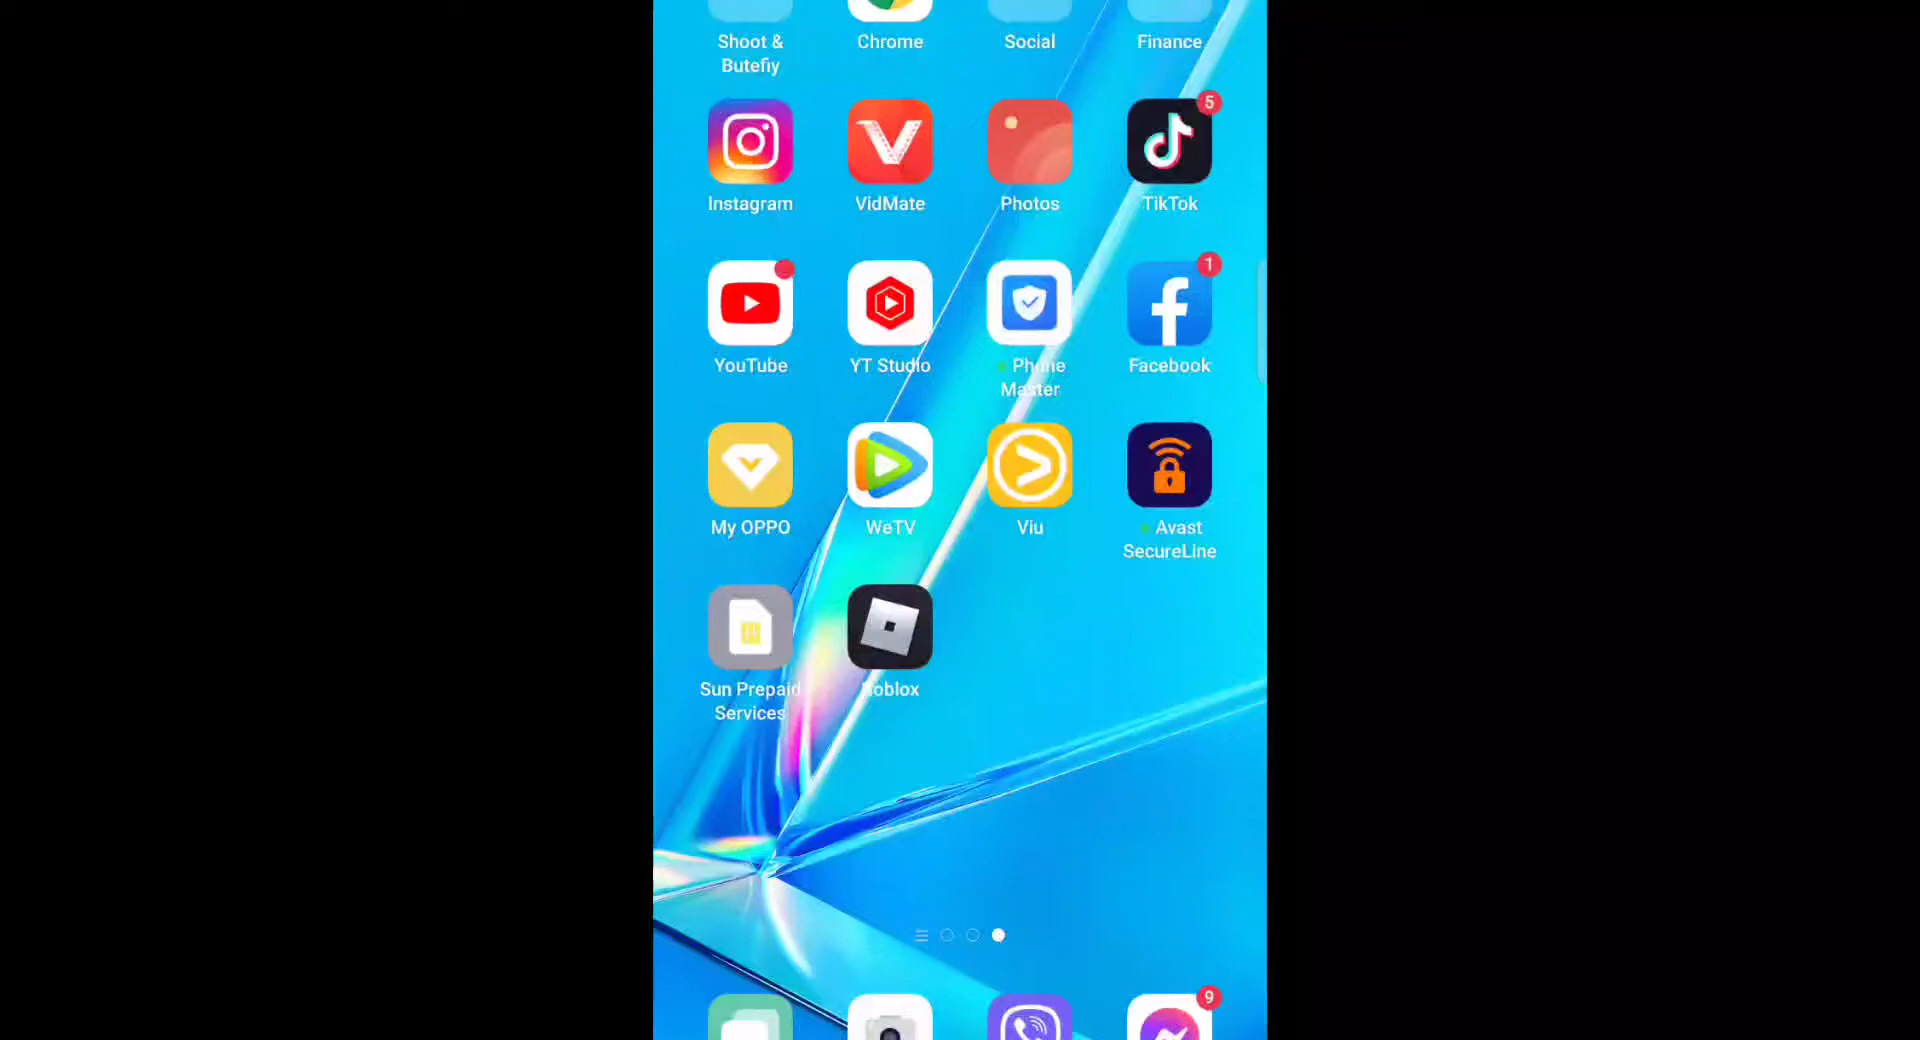 Shoot & Chrome Social Finance
Butefiy
5
Instagram VidMate Photos TikTok
1
YouTube YT Studio Phone Facebook
Master
My OPPO WeTV Viu Avast
SecureLine
Sun Prepaid Roblox
Services
9